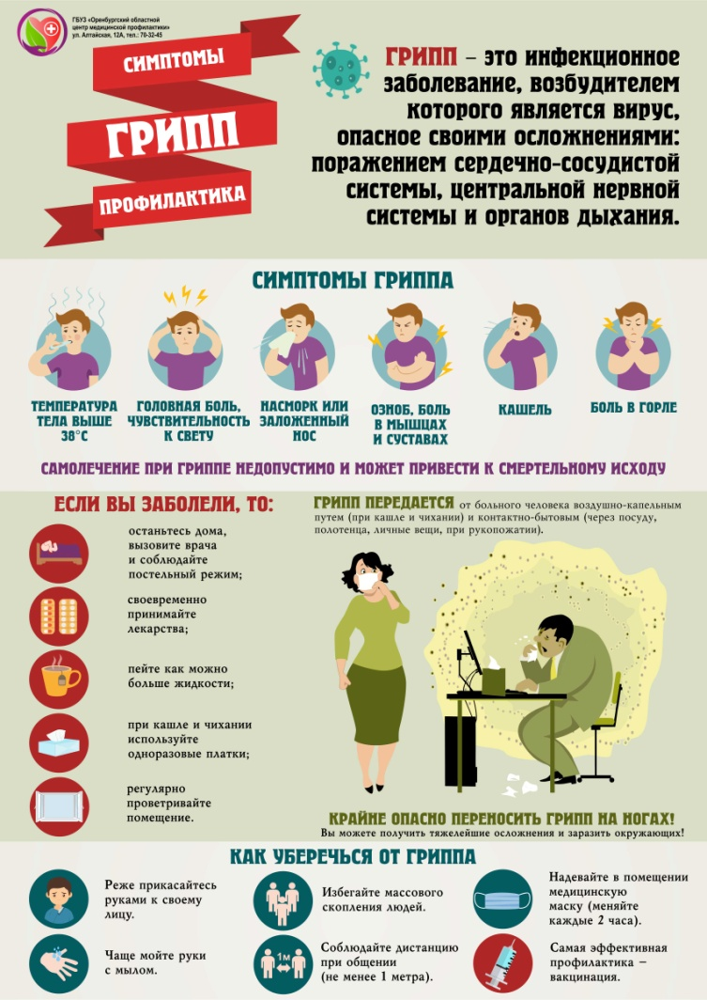 ГБУЗ «Оренбургский областной
центр медицинской профилактики»
ул. Алтайская, 12А, тел.: 70-32-45
СИМПТОМЫ
ГРИПП
ПРОФИЛАКТИКА
ГРИПП – это инфекционное
заболевание, возбудителем
которого является вирус,
опасное своими осложнениями:
поражением сердечно-сосудистой
системы, центральной нервной
системы и органов дыхания.
СИМПТОМЫ ГРИППА
ТЕМПЕРАТУРА
ТЕЛА ВЫШЕ
38°С
ГОЛОВНАЯ БОЛЬ,
ЧУВСТВИТЕЛЬНОСТЬ
К СВЕТУ
НАСМОРК ИЛИ
ЗАЛОЖЕННЫЙ
НОС
ОЗНОБ, БОЛЬ
В МЫШЦАХ
И СУСТАВАХ
КАШЕЛЬ
БОЛЬ В ГОРЛЕ
САМОЛЕЧЕНИЕ ПРИ ГРИППЕ НЕДОПУСТИМО И МОЖЕТ ПРИВЕСТИ К СМЕРТЕЛЬНОМУ ИСХОДУ
ЕСЛИ ВЫ ЗАБОЛЕЛИ, ТО:
останьтесь дома,
вызовите врача
и соблюдайте
постельный режим;
своевременно
принимайте
лекарства;
пейте как можно
больше жидкости;
при кашле и чихании
используйте
одноразовые платки;
регулярно
проветривайте
помещение.
ГРИПП ПЕРЕДАЕТСЯ от больного человека воздушно-капельным
путем (при кашле и чихании) и контактно-бытовым (через посуду,
полотенца, личные вещи, при рукопожатии).
КРАЙНЕ ОПАСНО ПЕРЕНОСИТЬ ГРИПП НА НОГАХ!
Вы можете получить тяжелейшие осложнения и заразить окружающих!
КАК УБЕРЕЧЬСЯ ОТ ГРИППА
Реже прикасайтесь
руками к своему
лицу.
Избегайте массового
скопления людей.
Надевайте в помещении
медицинскую
маску (меняйте
каждые 2 часа).
Чаще мойте руки
с мылом.
1м
Соблюдайте дистанцию
при общении
(не менее 1 метра).
Самая эффективная
профилактика –
вакцинация.